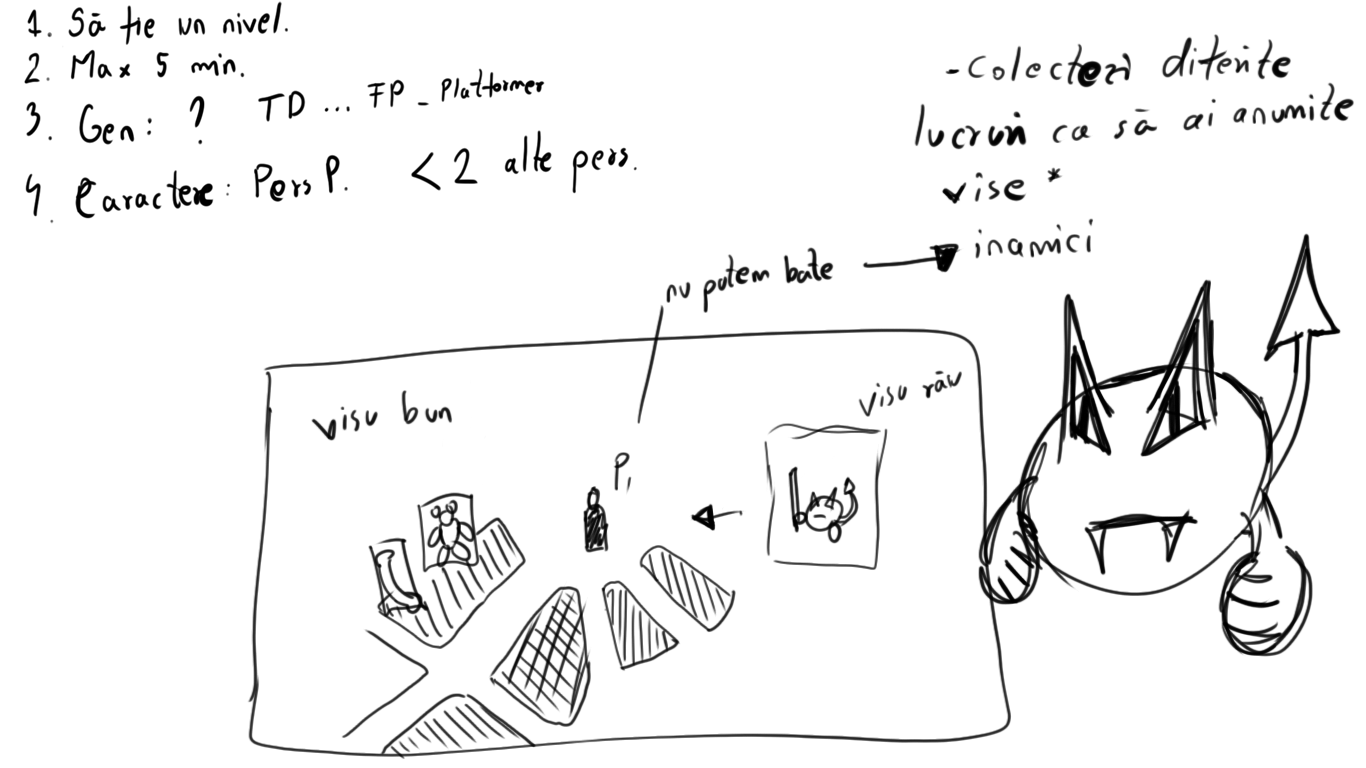 1. Să fie un nivel.
2. Max 5 min.
3. Gen: ? TD ... FP - Platformer
4. Caractere: Pers P. < 2 alte pers.
- Colectezi diferite
lucruri ca să ai anumite
vise *
nu putem bate
inamici
visu bun
visu rău
P1